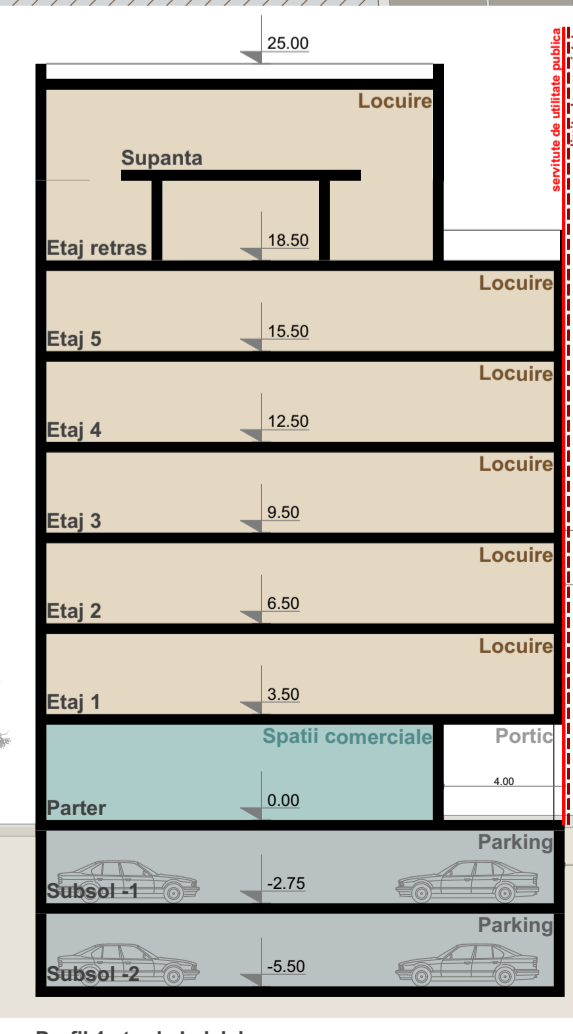 25.00
Locuire
servitute de utilitate publica
Supanta
Etaj retras
18.50
Locuire
Etaj 5
15.50
Locuire
Etaj 4
12.50
Locuire
Etaj 3
9.50
Locuire
Etaj 2
6.50
Locuire
Etaj 1
3.50
Spatii comerciale
Portic
4.00
Parter
0.00
Parking
Subsol -1
-2.75
Parking
Subsol -2
-5.50